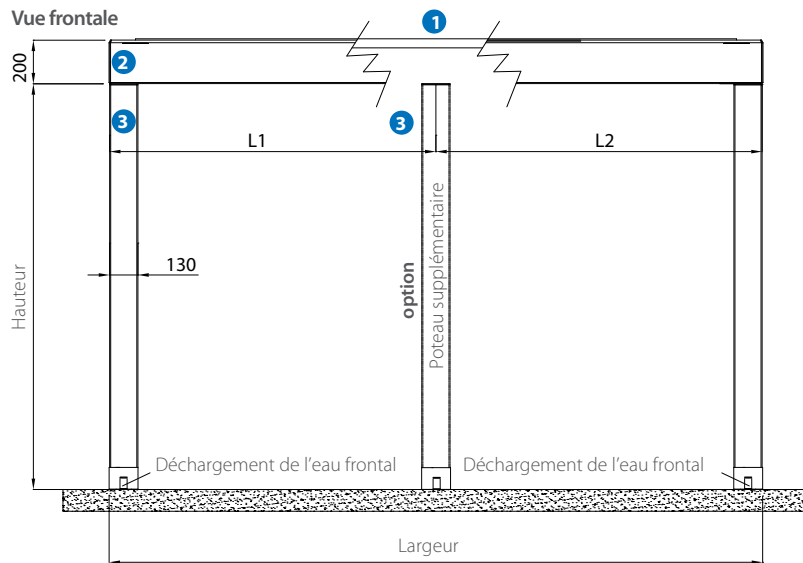 Vue frontale
1
200
2
3
3
L1
L2
130
Hauteur
option
Poteau supplémentaire
Déchargement de l'eau frontal
Déchargement de l'eau frontal
Largeur